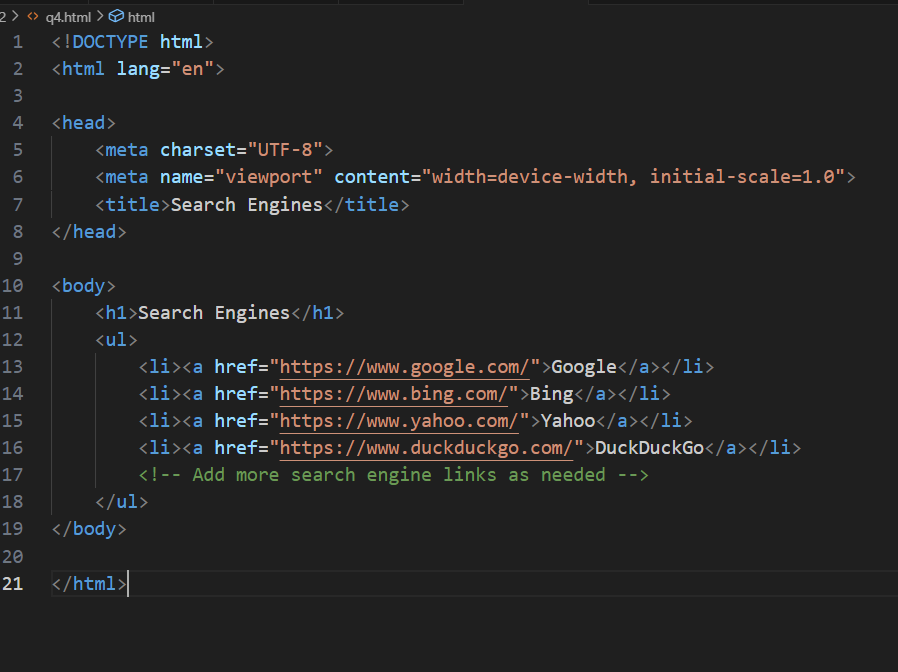 2 > <> q4.html > html
1 <!DOCTYPE html>
2 <html lang="en">
3
4 <head>
5     <meta charset="UTF-8">
6     <meta name="viewport" content="width=device-width, initial-scale=1.0">
7     <title>Search Engines</title>
8 </head>
9
10 <body>
11     <h1>Search Engines</h1>
12     <ul>
13         <li><a href="https://www.google.com/">Google</a></li>
14         <li><a href="https://www.bing.com/">Bing</a></li>
15         <li><a href="https://www.yahoo.com/">Yahoo</a></li>
16         <li><a href="https://www.duckduckgo.com/">DuckDuckGo</a></li>
17         <!-- Add more search engine links as needed -->
18     </ul>
19 </body>
20
21 </html>